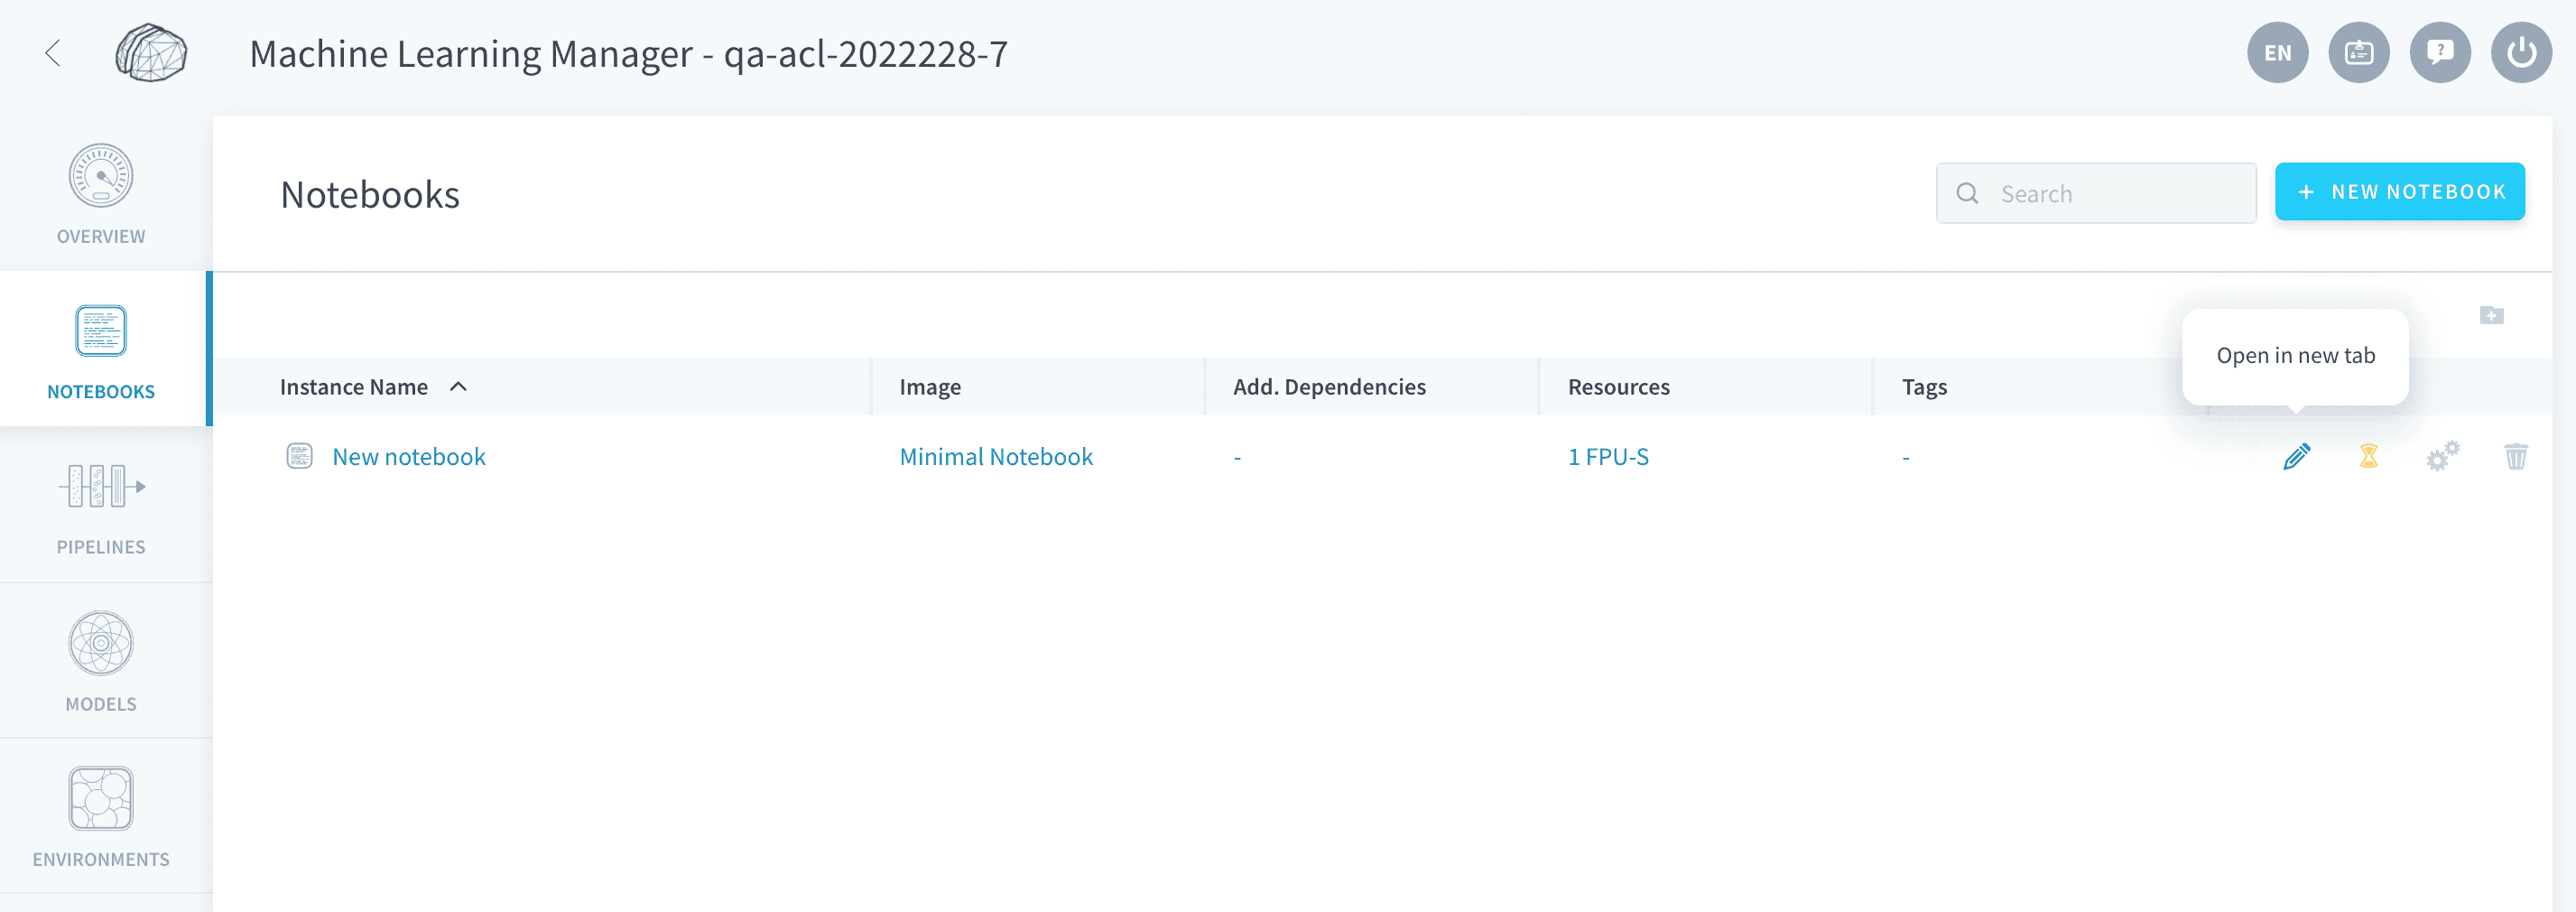 Machine Learning Manager - qa-acl-2022228-7
EN
?
OVERVIEW
NOTEBOOKS
PIPELINES
MODELS
ENVIRONMENTS
Notebooks
Search
+ NEW NOTEBOOK
Open in new tab
Instance Name Image Add. Dependencies Resources Tags
New notebook Minimal Notebook - 1 FPU-S -